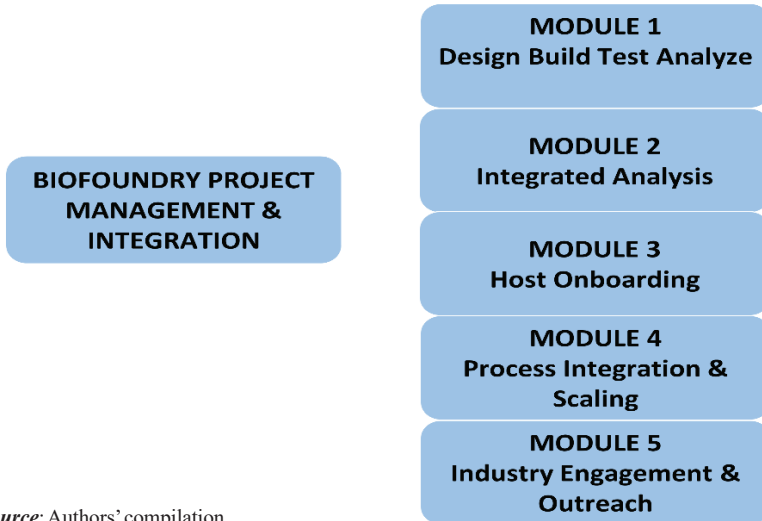 BIOFOUNDRY PROJECT
MANAGEMENT &
INTEGRATION
MODULE 1
Design Build Test Analyze
MODULE 2
Integrated Analysis
MODULE 3
Host Onboarding
MODULE 4
Process Integration &
Scaling
MODULE 5
Industry Engagement &
Outreach
urce: Authors' compilation